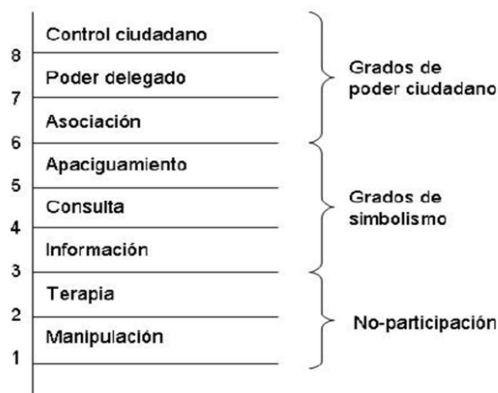 Control ciudadano
8
Poder delegado
7
Asociación
6
Apaciguamiento
5
Consulta
4
Información
3
Terapia
2
Manipulación
1
Grados de
poder ciudadano
Grados de
simbolismo
No-participación